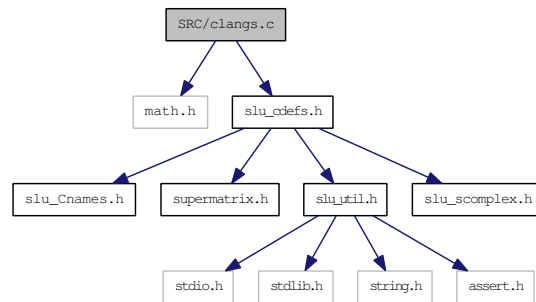 SRC/clangs.c
math.h
slu_cdefs.h
slu_Cnames.h
supermatrix.h
slu_util.h
slu_scomplex.h
stdio.h
stdlib.h
string.h
assert.h